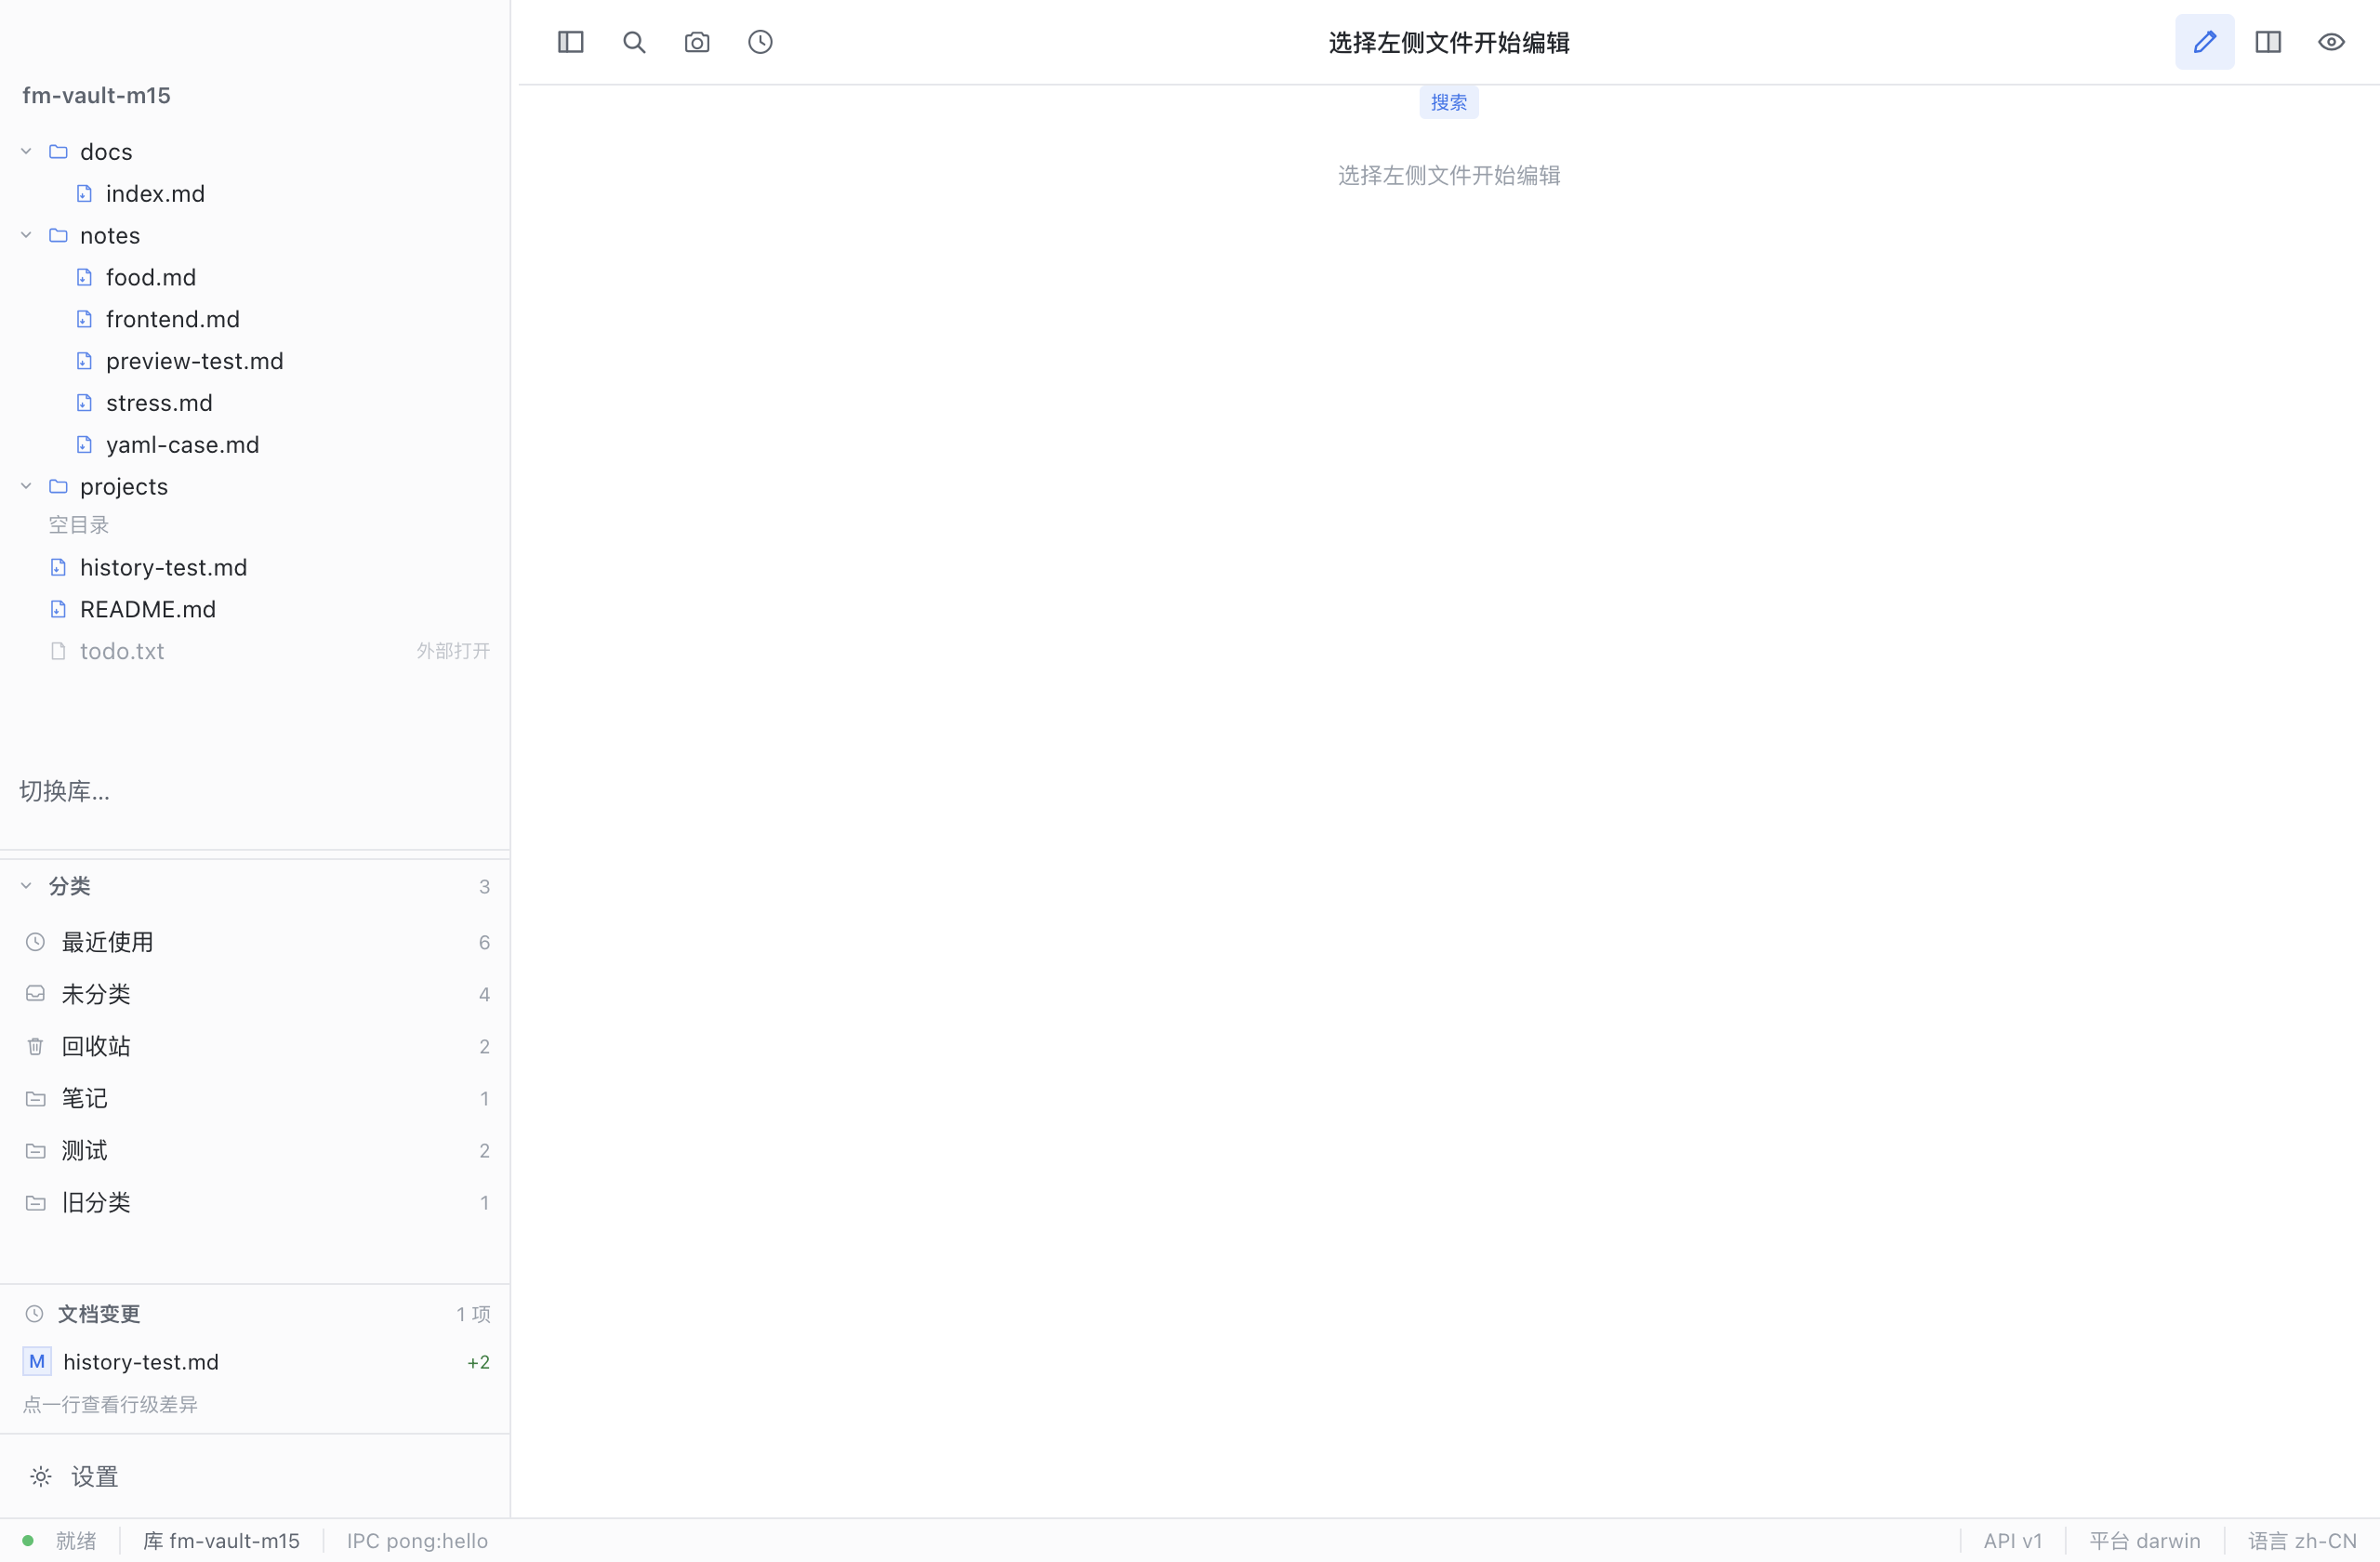 fm-vault-m15
docs
index.md
notes
food.md
frontend.md
preview-test.md
stress.md
yaml-case.md
projects
空目录
history-test.md
README.md
todo.txt 外部打开
切换库...
分类 3
最近使用 6
未分类 4
回收站 2
笔记 1
测试 2
旧分类 1
文档变更 1 项
M history-test.md +2
点一行查看行级差异
设置
选择左侧文件开始编辑
搜索
选择左侧文件开始编辑
就绪 库 fm-vault-m15 IPC pong:hello API v1 平台 darwin 语言 zh-CN